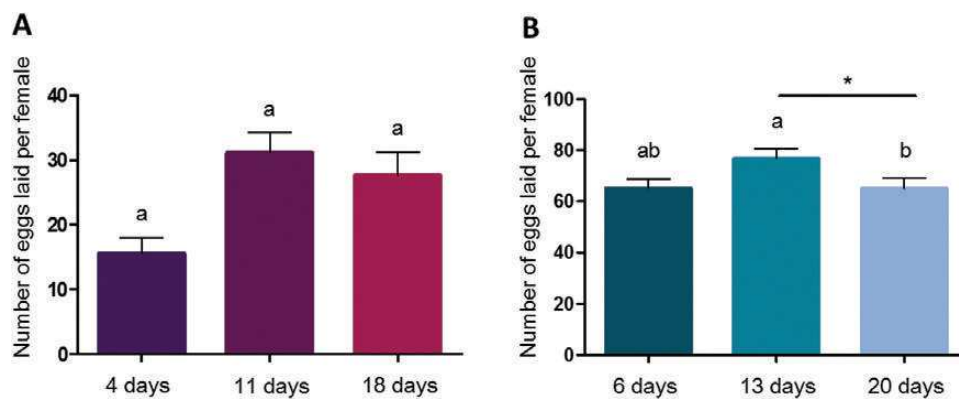 A
Number of eggs laid per female
40
30
20
10
0
a
a
a
4 days
11 days
18 days
B
Number of eggs laid per female
100
80
60
40
20
0
*
ab
a
b
6 days
13 days
20 days